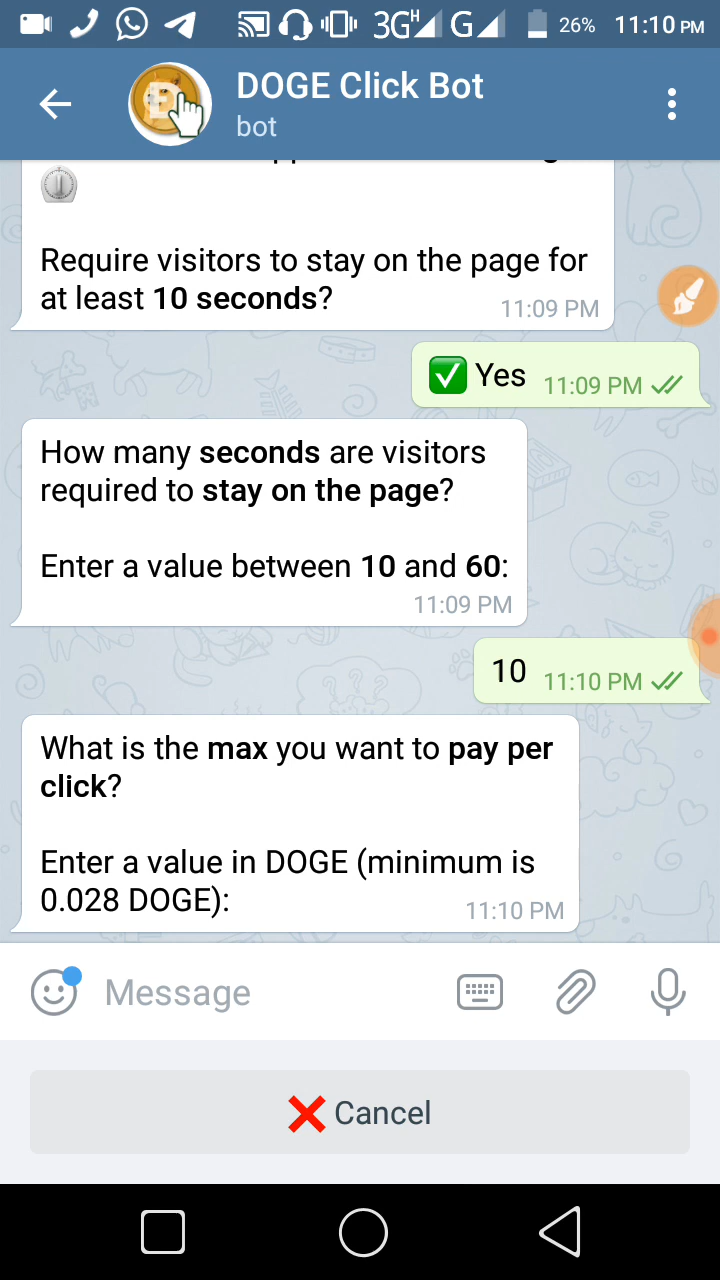 3G H G 26% 11:10 PM
DOGE Click Bot
bot
Require visitors to stay on the page for
at least 10 seconds?
11:09 PM
✅ Yes 11:09 PM
How many seconds are visitors
required to stay on the page?
Enter a value between 10 and 60:
11:09 PM
10 11:10 PM
What is the max you want to pay per
click?
Enter a value in DOGE (minimum is
0.028 DOGE):
11:10 PM
Message
❌ Cancel